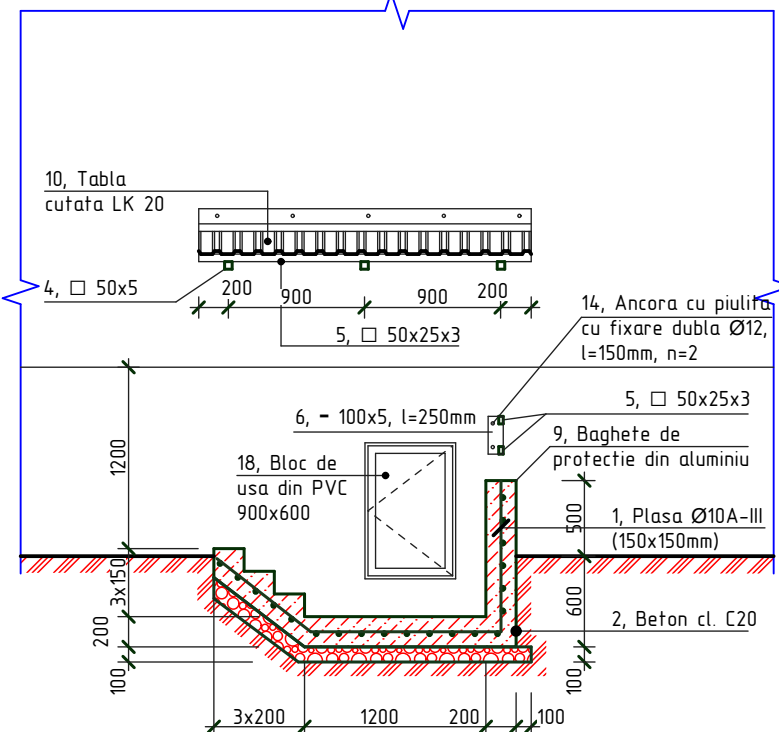 10, Tabla
cutata LK 20
4, □ 50x5
200
900
900
200
5, □ 50x25x3
14, Ancora cu piulita
cu fixare dubla Ø12,
l=150mm, n=2
6, - 100x5, l=250mm
5, □ 50x25x3
9, Baghete de
protectie din aluminiu
18, Bloc de
usa din PVC
900x600
1200
500
1, Plasa Ø10A-III
(150x150mm)
3x150
600
2, Beton cl. C20
200
100
100
3x200
1200
200
100